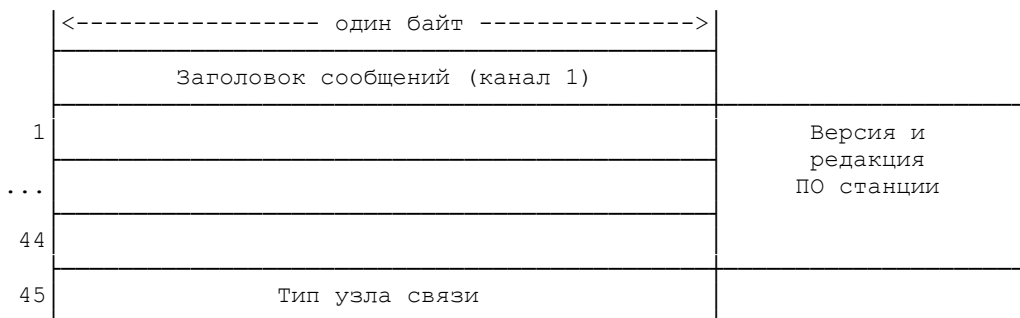 <----------------- один байт --------------->
Заголовок сообщений (канал 1)
1 Версия и
редакция
... ПО станции
44
45 Тип узла связи